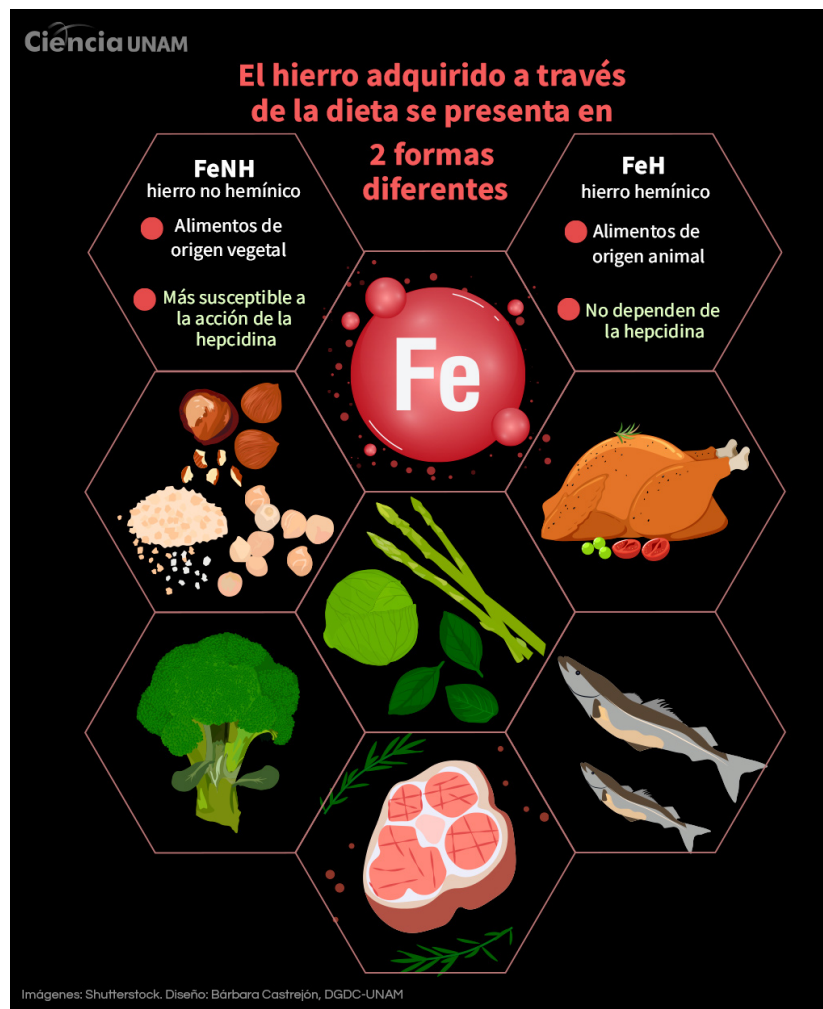 Ciencia UNAM
El hierro adquirido a través
de la dieta se presenta en
2 formas
diferentes
FeNH
hierro no hemínico
Alimentos de
origen vegetal
Más susceptible a
la acción de la
hepcidina
FeH
hierro hemínico
Alimentos de
origen animal
No dependen de
la hepcidina
Fe
Imágenes: Shutterstock. Diseño: Bárbara Castrejón, DGDC-UNAM